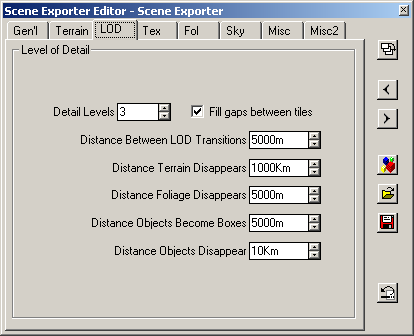 Scene Exporter Editor - Scene Exporter
Gen'l Terrain LOD Tex Fol Sky Misc Misc2
Level of Detail
Detail Levels 3 Fill gaps between tiles
Distance Between LOD Transitions 5000m
Distance Terrain Disappears 1000Km
Distance Foliage Disappears 5000m
Distance Objects Become Boxes 5000m
Distance Objects Disappear 10Km